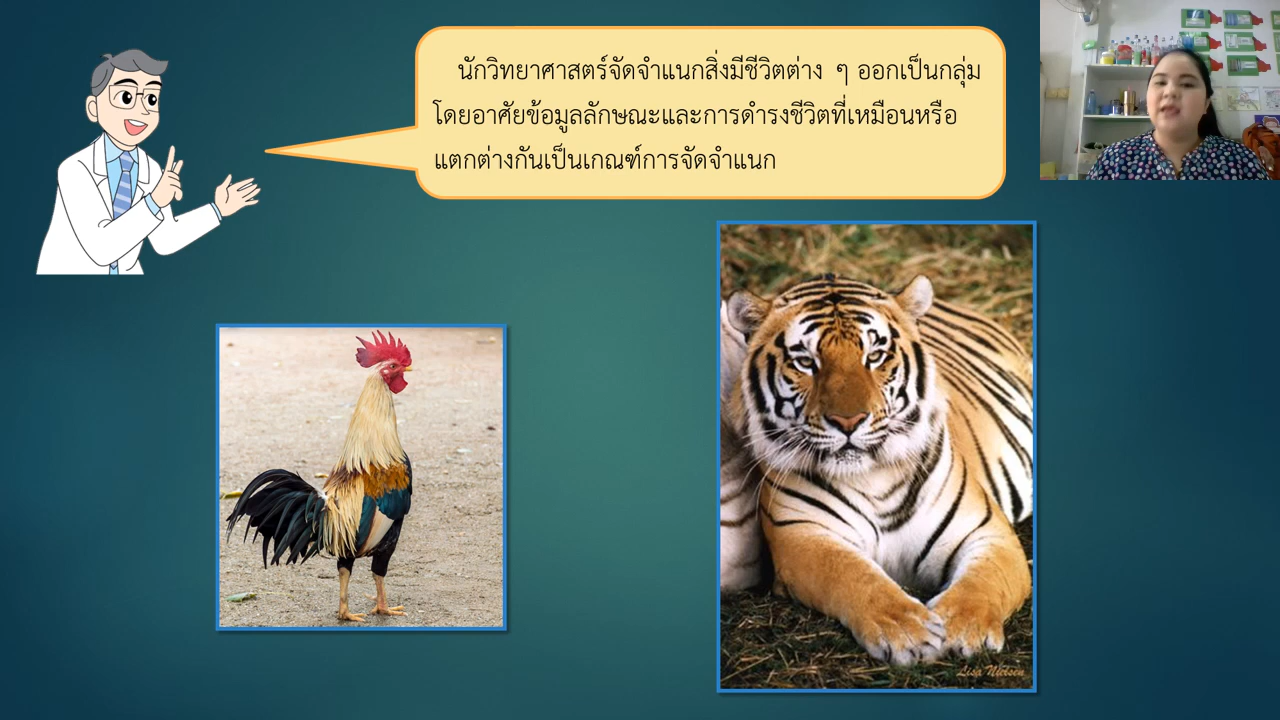 นักวิทยาศาสตร์จัดจำแนกสิ่งมีชีวิตต่าง ๆ ออกเป็นกลุ่ม
โดยอาศัยข้อมูลลักษณะและการดำรงชีวิตที่เหมือนหรือ
แตกต่างกันเป็นเกณฑ์การจัดจำแนก
Lisa Nielsen